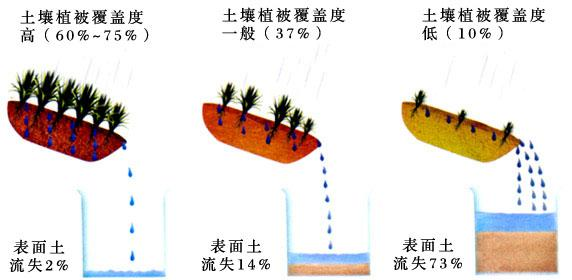 土壤植被覆盖度
高（60%~75%）
土壤植被覆盖度
一般（37%）
土壤植被覆盖度
低（10%）
表面土
流失2%
表面土
流失14%
表面土
流失73%